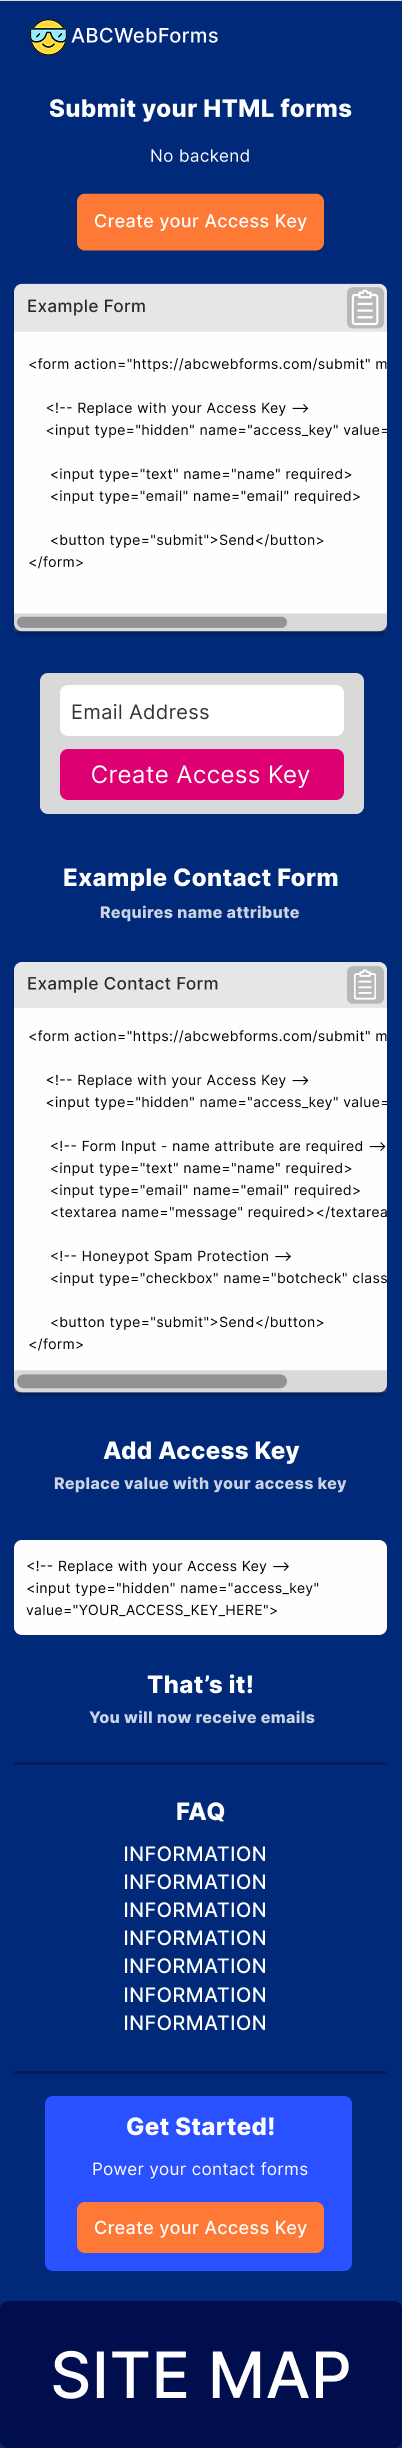 ABCWebForms
Submit your HTML forms
No backend
Create your Access Key
Example Form
<form action="https://abcwebforms.com/submit" m
<!-- Replace with your Access Key -->
<input type="hidden" name="access_key" value=
<input type="text" name="name" required>
<input type="email" name="email" required>
<button type="submit">Send</button>
</form>
Email Address
Create Access Key
Example Contact Form
Requires name attribute
Example Contact Form
<form action="https://abcwebforms.com/submit" m
<!-- Replace with your Access Key -->
<input type="hidden" name="access_key" value=
<!-- Form Input - name attribute are required -->
<input type="text" name="name" required>
<input type="email" name="email" required>
<textarea name="message" required></textarea
<!-- Honeypot Spam Protection -->
<input type="checkbox" name="botcheck" class
<button type="submit">Send</button>
</form>
Add Access Key
Replace value with your access key
<!-- Replace with your Access Key -->
<input type="hidden" name="access_key"
value="YOUR_ACCESS_KEY_HERE">
That's it!
You will now receive emails
FAQ
INFORMATION
INFORMATION
INFORMATION
INFORMATION
INFORMATION
INFORMATION
INFORMATION
Get Started!
Power your contact forms
Create your Access Key
SITE MAP